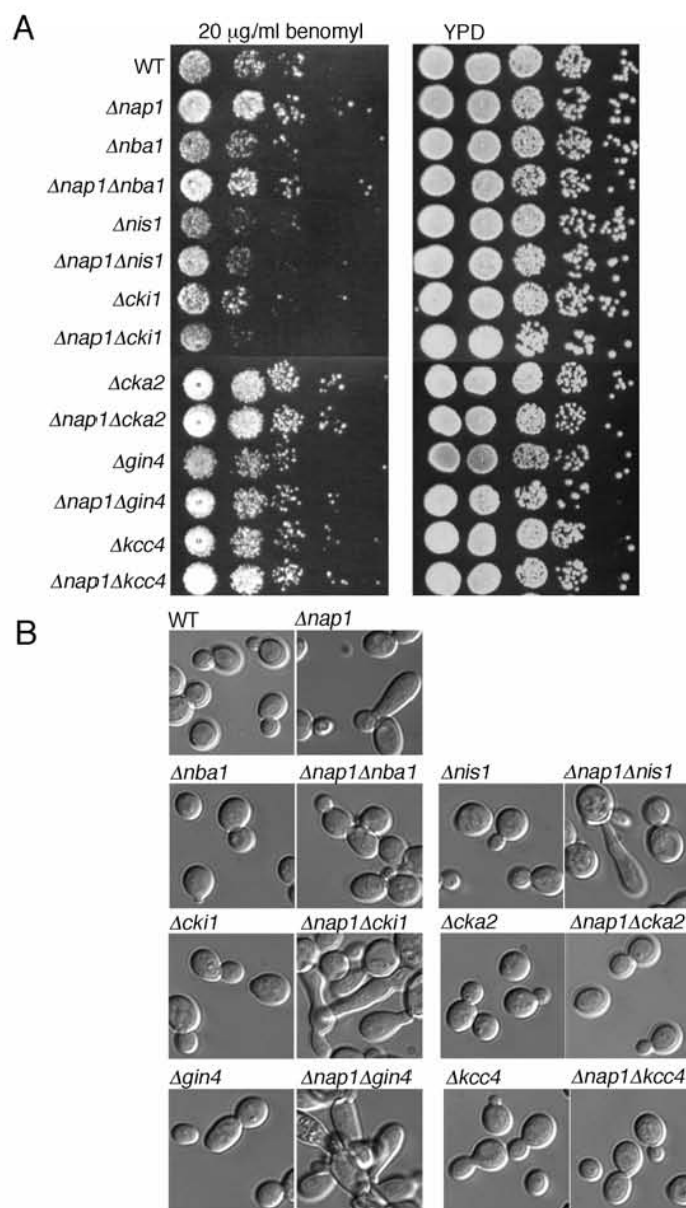 A
20 μg/ml benomyl YPD
WT
Δnap1
Δnba1
Δnap1Δnba1
Δnis1
Δnap1Δnis1
Δcki1
Δnap1Δcki1
Δcka2
Δnap1Δcka2
Δgin4
Δnap1Δgin4
Δkcc4
Δnap1Δkcc4
B
WT Δnap1
Δnba1 Δnap1Δnba1 Δnis1 Δnap1Δnis1
Δcki1 Δnap1Δcki1 Δcka2 Δnap1Δcka2
Δgin4 Δnap1Δgin4 Δkcc4 Δnap1Δkcc4